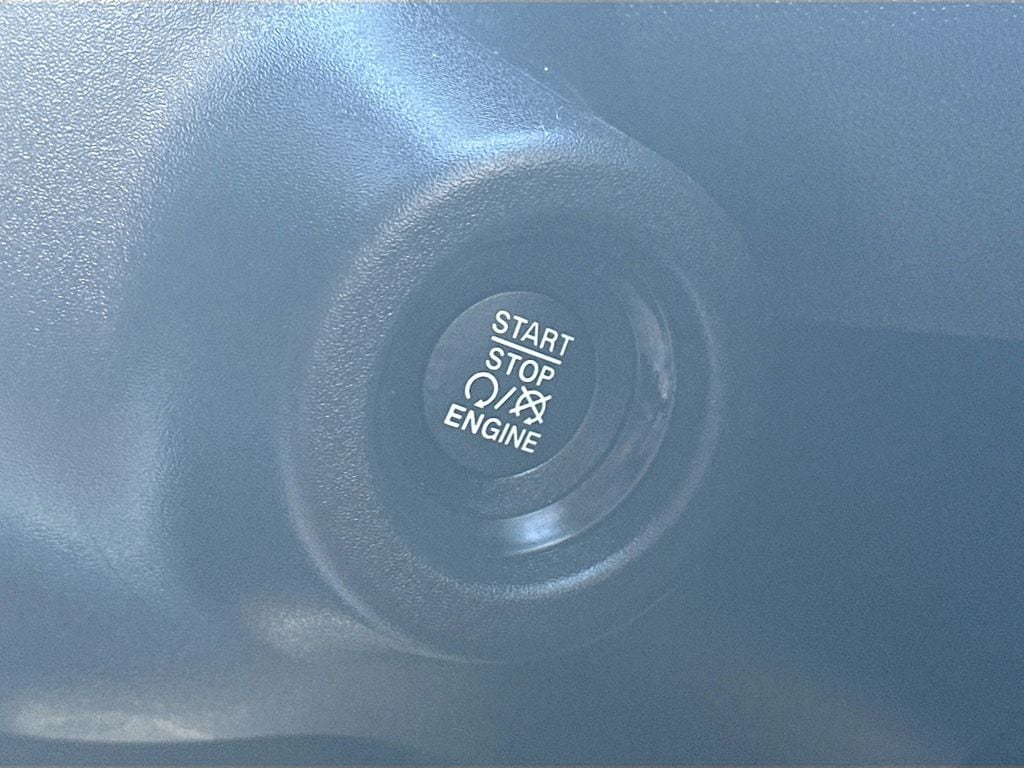 START
STOP
/
ENGINE